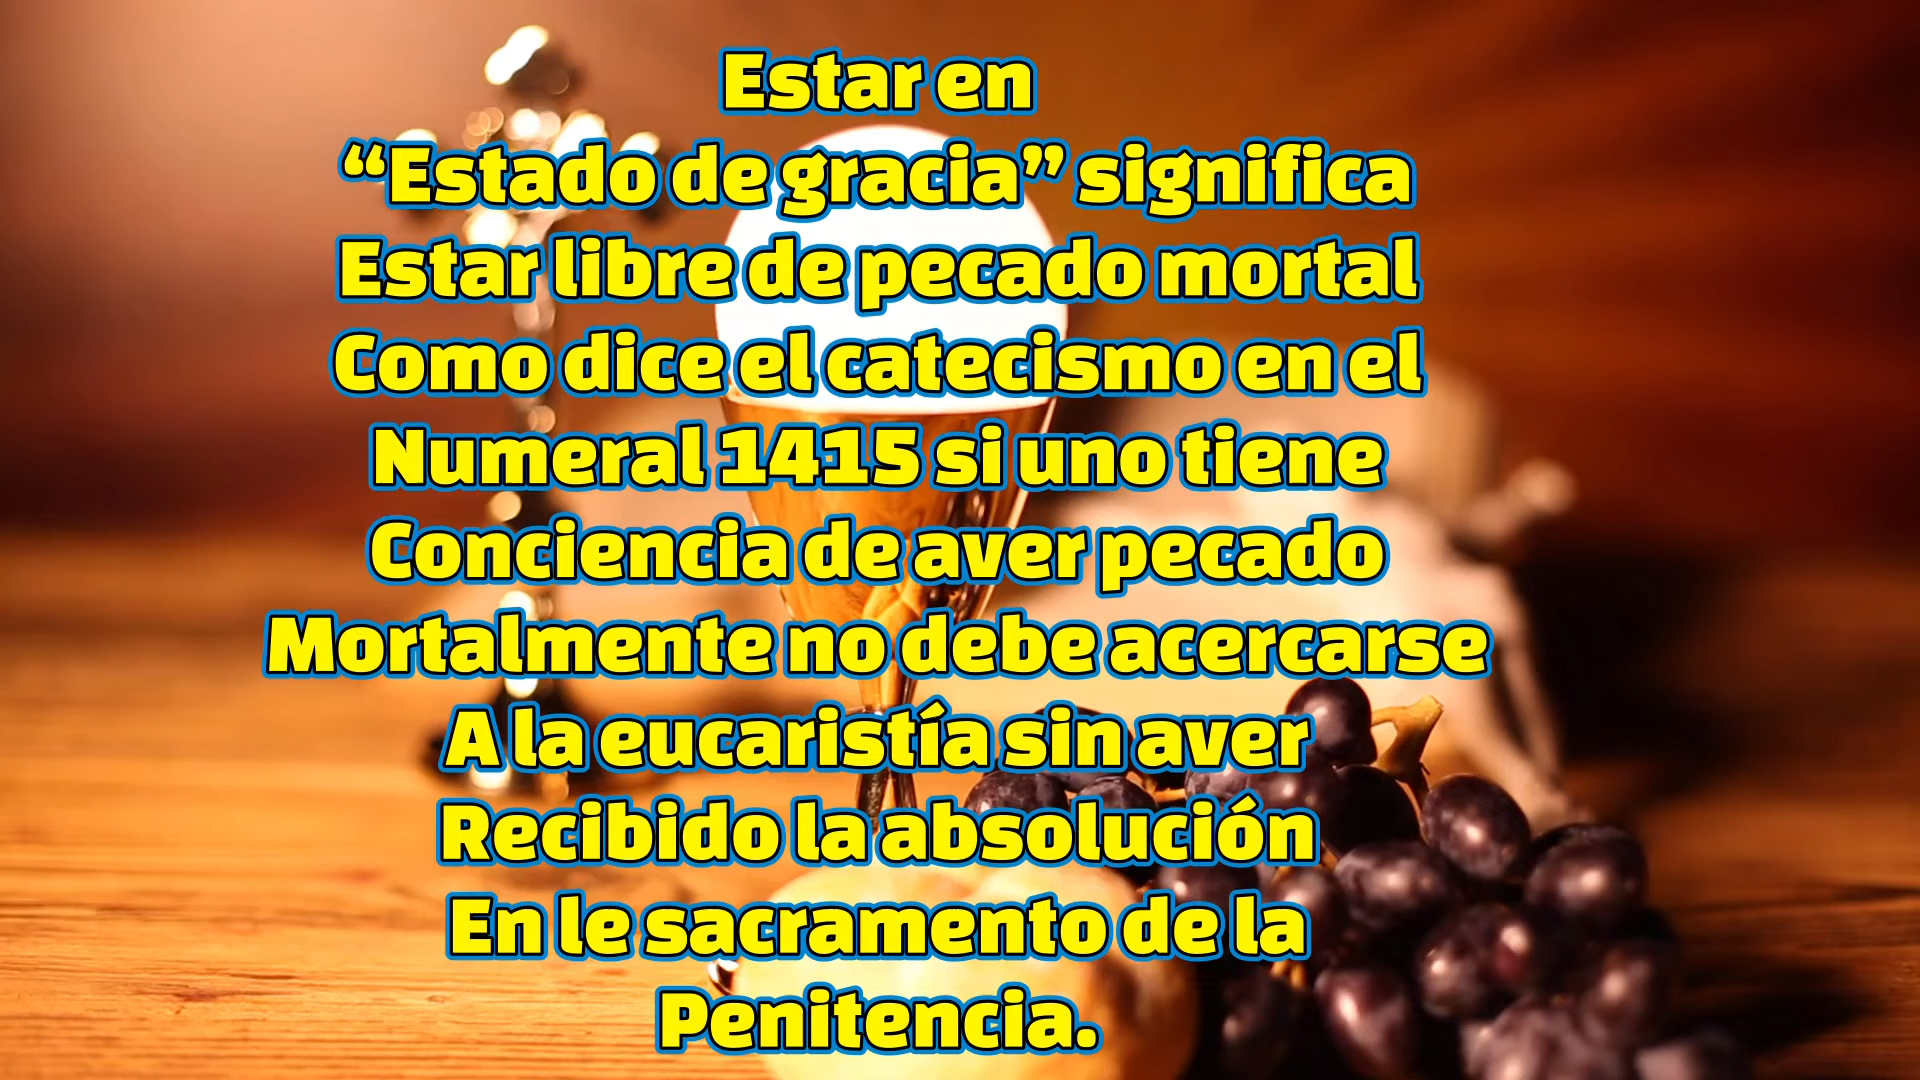 Estar en
“Estado de gracia” significa
Estar libre de pecado mortal
Como dice el catecismo en el
Numeral 1415 si uno tiene
Conciencia de aver pecado
Mortalmente no debe acercarse
A la eucaristía sin aver
Recibido la absolución
En le sacramento de la
Penitencia.